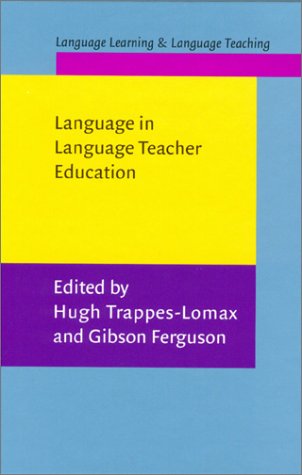 Language Learning & Language Teaching
Language in
Language Teacher
Education
Edited by
Hugh Trappes-Lomax
and Gibson Ferguson